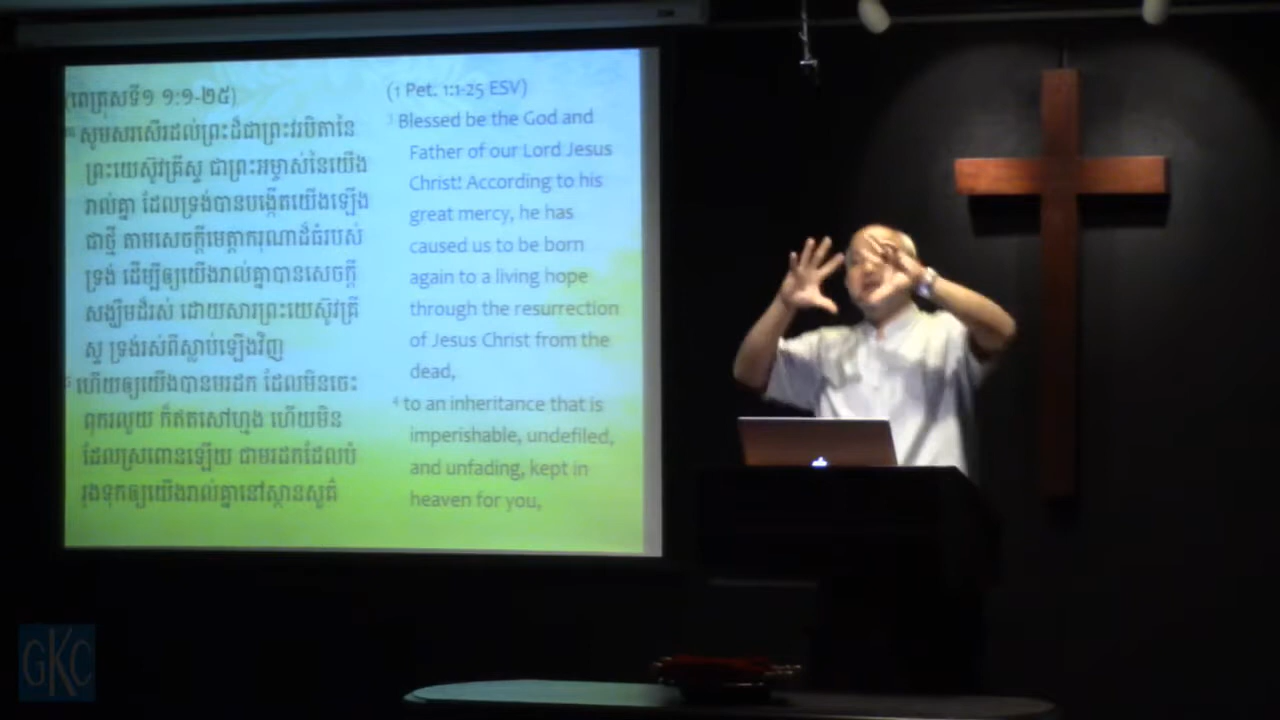 (ពេត្រុសទី១ ១:១-២៥)
សូមសរសើរដល់ព្រះដ៏ជាព្រះវរបិតានៃ
ព្រះយេស៊ូវគ្រីស្ទ ជាព្រះអម្ចាស់នៃយើង
រាល់គ្នា ដែលទ្រង់បានបង្កើតយើងឡើង
ជាថ្មី តាមសេចក្ដីមេត្តាករុណាដ៏ធំរបស់
ទ្រង់ ដើម្បីឲ្យយើងរាល់គ្នាបានសេចក្ដី
សង្ឃឹមដ៏រស់ ដោយសារព្រះយេស៊ូវគ្រី
ស្ទ ទ្រង់រស់ពីស្លាប់ឡើងវិញ
ហើយឲ្យយើងបានមរដក ដែលមិនចេះ
ពុករលួយ ក៏ឥតសៅហ្មង ហើយមិន
ដែលស្រពោនឡើយ ជាមរដកដែលបំ
រុងទុកឲ្យយើងរាល់គ្នានៅស្ថានសួគ៌
(1 Pet. 1:1-25 ESV)
3 Blessed be the God and
Father of our Lord Jesus
Christ! According to his
great mercy, he has
caused us to be born
again to a living hope
through the resurrection
of Jesus Christ from the
dead,
4 to an inheritance that is
imperishable, undefiled,
and unfading, kept in
heaven for you,
GKC